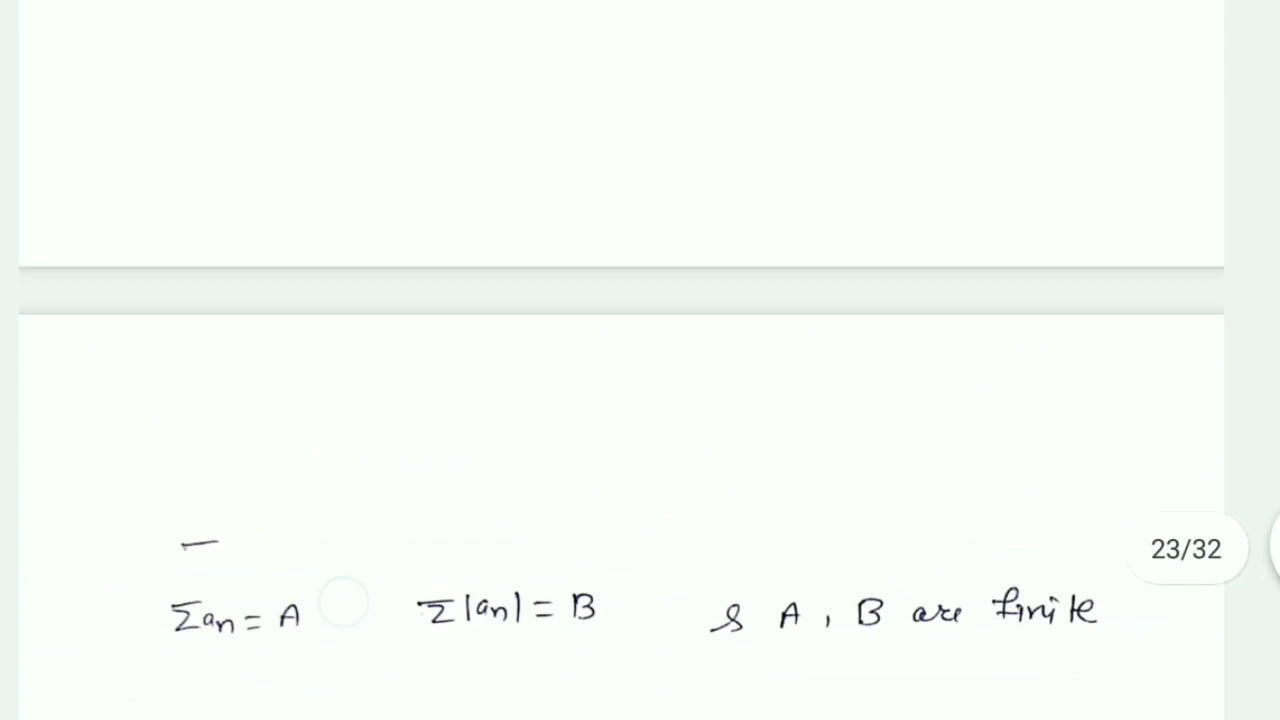 23/32
Σan = A Σ|an| = B & A, B are finite